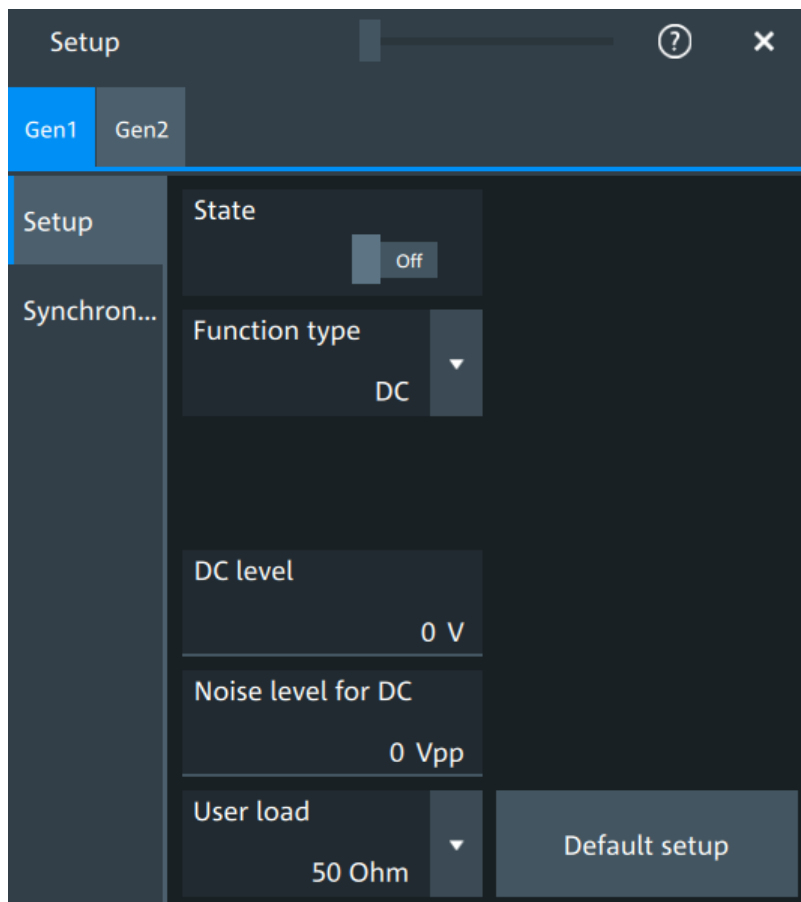 Setup
?
Gen1 Gen2
Setup
Synchron...
State
Off
Function type
DC
DC level
0 V
Noise level for DC
0 Vpp
User load
50 Ohm
Default setup